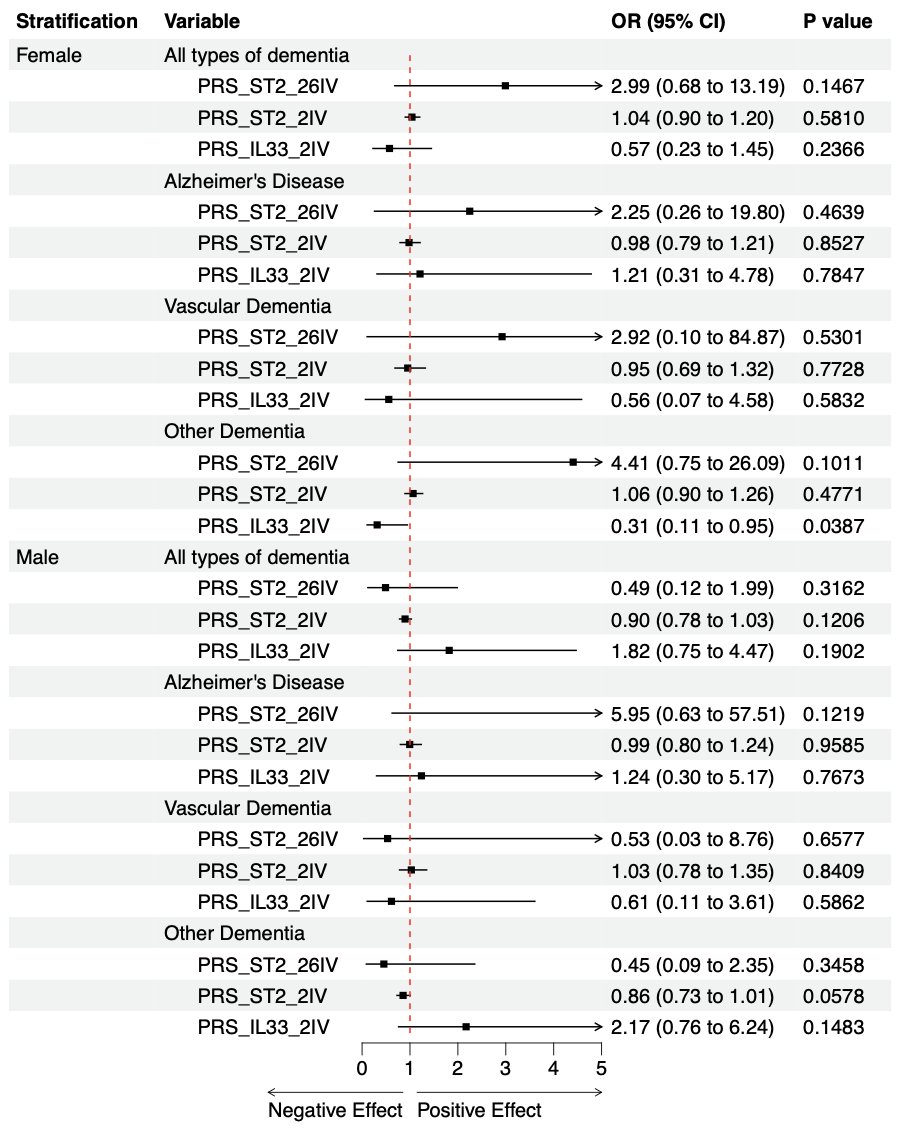 Stratification Variable OR (95% CI) P value
Female All types of dementia
PRS_ST2_26IV 2.99 (0.68 to 13.19) 0.1467
PRS_ST2_2IV 1.04 (0.90 to 1.20) 0.5810
PRS_IL33_2IV 0.57 (0.23 to 1.45) 0.2366
Alzheimer's Disease
PRS_ST2_26IV 2.25 (0.26 to 19.80) 0.4639
PRS_ST2_2IV 0.98 (0.79 to 1.21) 0.8527
PRS_IL33_2IV 1.21 (0.31 to 4.78) 0.7847
Vascular Dementia
PRS_ST2_26IV 2.92 (0.10 to 84.87) 0.5301
PRS_ST2_2IV 0.95 (0.69 to 1.32) 0.7728
PRS_IL33_2IV 0.56 (0.07 to 4.58) 0.5832
Other Dementia
PRS_ST2_26IV 4.41 (0.75 to 26.09) 0.1011
PRS_ST2_2IV 1.06 (0.90 to 1.26) 0.4771
PRS_IL33_2IV 0.31 (0.11 to 0.95) 0.0387
Male All types of dementia
PRS_ST2_26IV 0.49 (0.12 to 1.99) 0.3162
PRS_ST2_2IV 0.90 (0.78 to 1.03) 0.1206
PRS_IL33_2IV 1.82 (0.75 to 4.47) 0.1902
Alzheimer's Disease
PRS_ST2_26IV 5.95 (0.63 to 57.51) 0.1219
PRS_ST2_2IV 0.99 (0.80 to 1.24) 0.9585
PRS_IL33_2IV 1.24 (0.30 to 5.17) 0.7673
Vascular Dementia
PRS_ST2_26IV 0.53 (0.03 to 8.76) 0.6577
PRS_ST2_2IV 1.03 (0.78 to 1.35) 0.8409
PRS_IL33_2IV 0.61 (0.11 to 3.61) 0.5862
Other Dementia
PRS_ST2_26IV 0.45 (0.09 to 2.35) 0.3458
PRS_ST2_2IV 0.86 (0.73 to 1.01) 0.0578
PRS_IL33_2IV 2.17 (0.76 to 6.24) 0.1483
0 1 2 3 4 5
Negative Effect Positive Effect